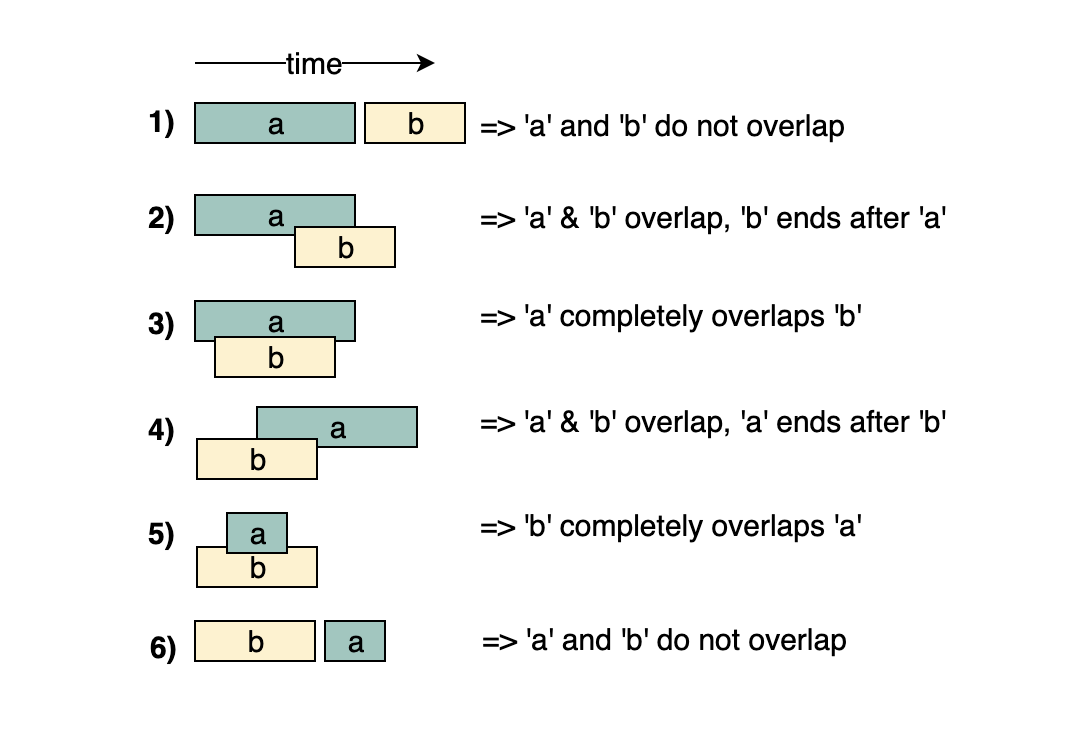 time
1) a b => 'a' and 'b' do not overlap
2) a => 'a' & 'b' overlap, 'b' ends after 'a'
b
3) a => 'a' completely overlaps 'b'
b
4) a => 'a' & 'b' overlap, 'a' ends after 'b'
b
5) a => 'b' completely overlaps 'a'
b
6) b a => 'a' and 'b' do not overlap